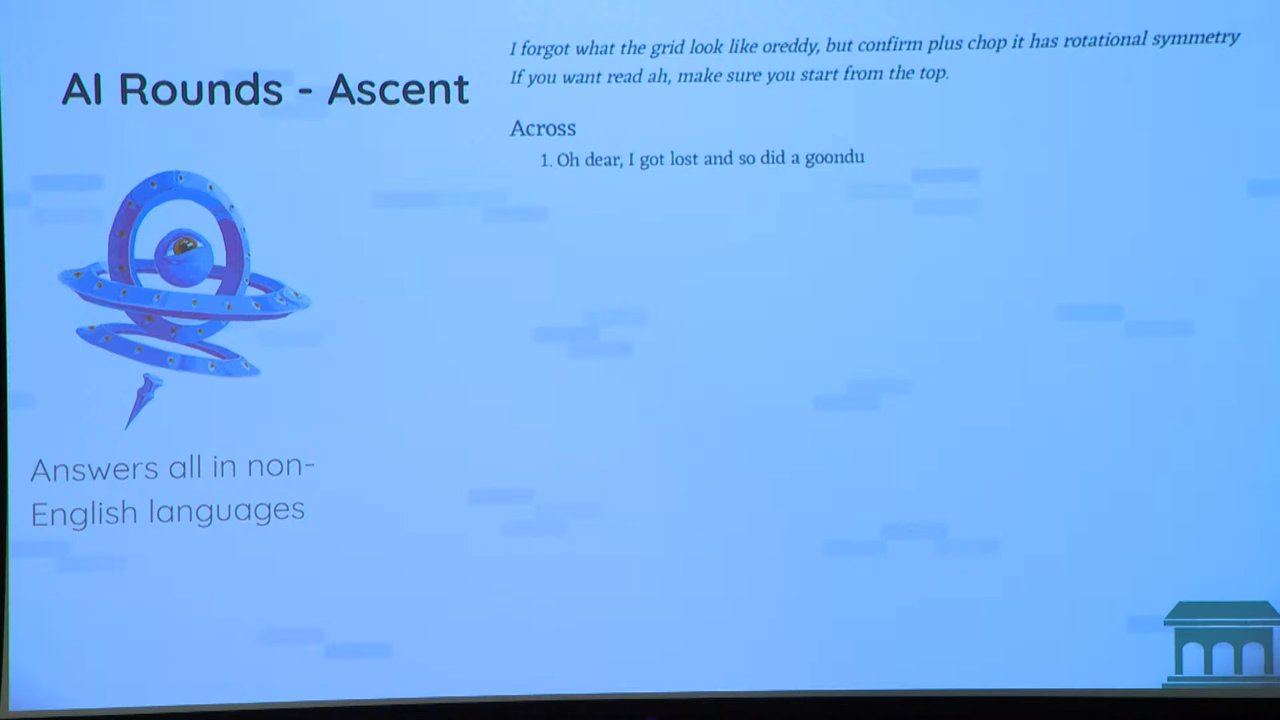 AI Rounds - Ascent
Answers all in non-
English languages
I forgot what the grid look like oreddy, but confirm plus chop it has rotational symmetry
If you want read ah, make sure you start from the top.
Across
1. Oh dear, I got lost and so did a goondu